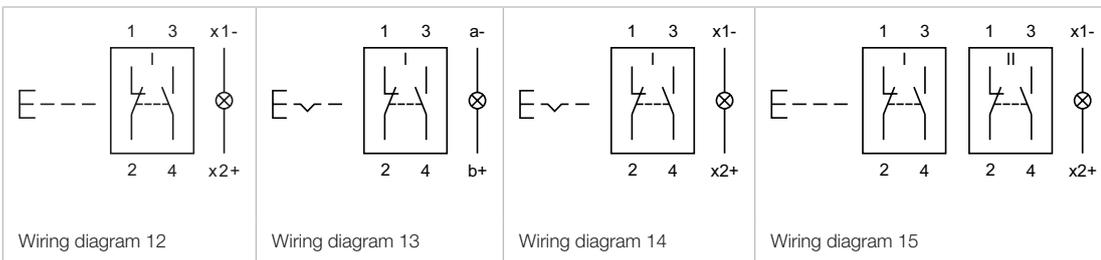 1 3 x1-
I
2 4 x2+
Wiring diagram 12
1 3 a-
I
2 4 b+
Wiring diagram 13
1 3 x1-
I
2 4 x2+
Wiring diagram 14
1 3 1 3 x1-
I II
2 4 2 4 x2+
Wiring diagram 15